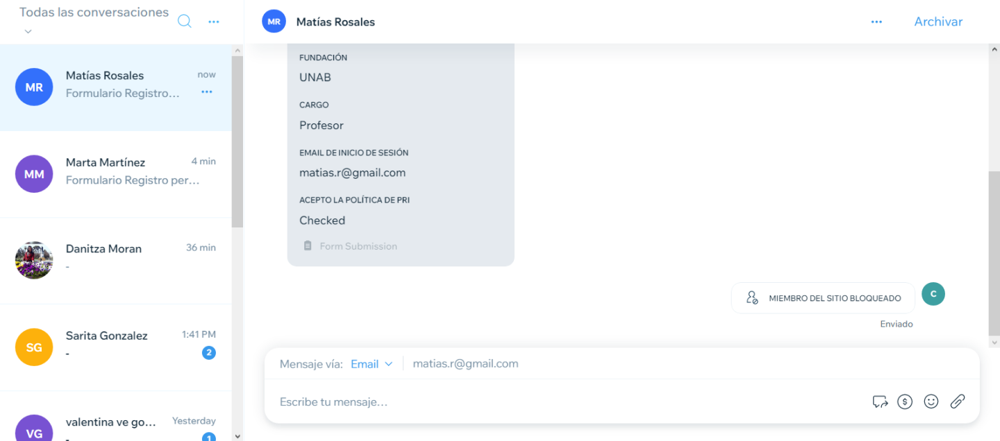 Todas las conversaciones
MR
Matías Rosales
Archivar
MR
Matías Rosales
now
Formulario Registro…
MM
Marta Martínez
4 min
Formulario Registro per…
Danitza Moran
36 min
-
SG
Sarita Gonzalez
1:41 PM
-
2
VG
valentina ve go…
Yesterday
-
1
FUNDACIÓN
UNAB
CARGO
Profesor
EMAIL DE INICIO DE SESIÓN
matias.r@gmail.com
ACEPTO LA POLÍTICA DE PRI
Checked
Form Submission
MIEMBRO DEL SITIO BLOQUEADO
C
Enviado
Mensaje vía: Email matias.r@gmail.com
Escribe tu mensaje…
$